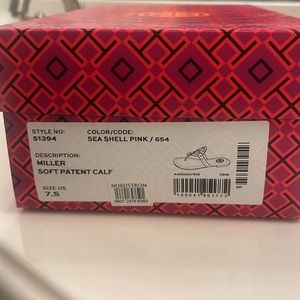 STYLE NO:
51394
COLOR/CODE:
SEA SHELL PINK / 654
DESCRIPTION:
MILLER
SOFT PATENT CALF
SIZE US
7.5
NORDSTROM